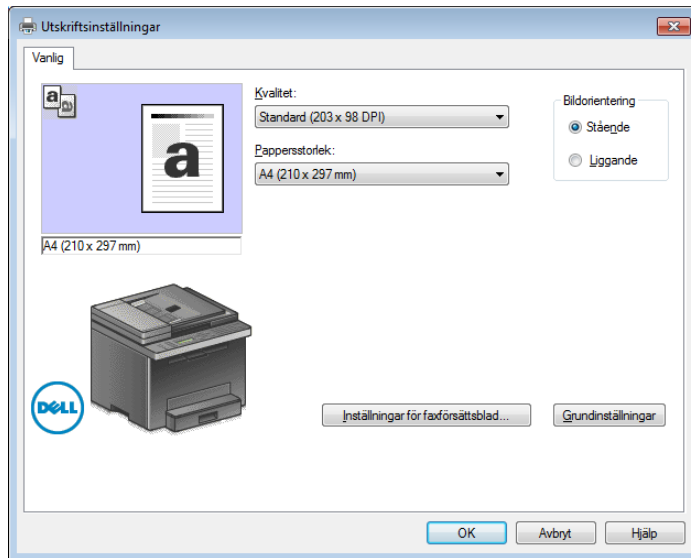 Utskriftsinställningar
Vanlig
a
a
Kvalitet:
Standard (203 x 98 DPI)
Pappersstorlek:
A4 (210 x 297 mm)
Bildorientering
Stående
Liggande
A4 (210 x 297 mm)
DELL
Inställningar för faxförsättsblad...
Grundinställningar
OK
Avbryt
Hjälp